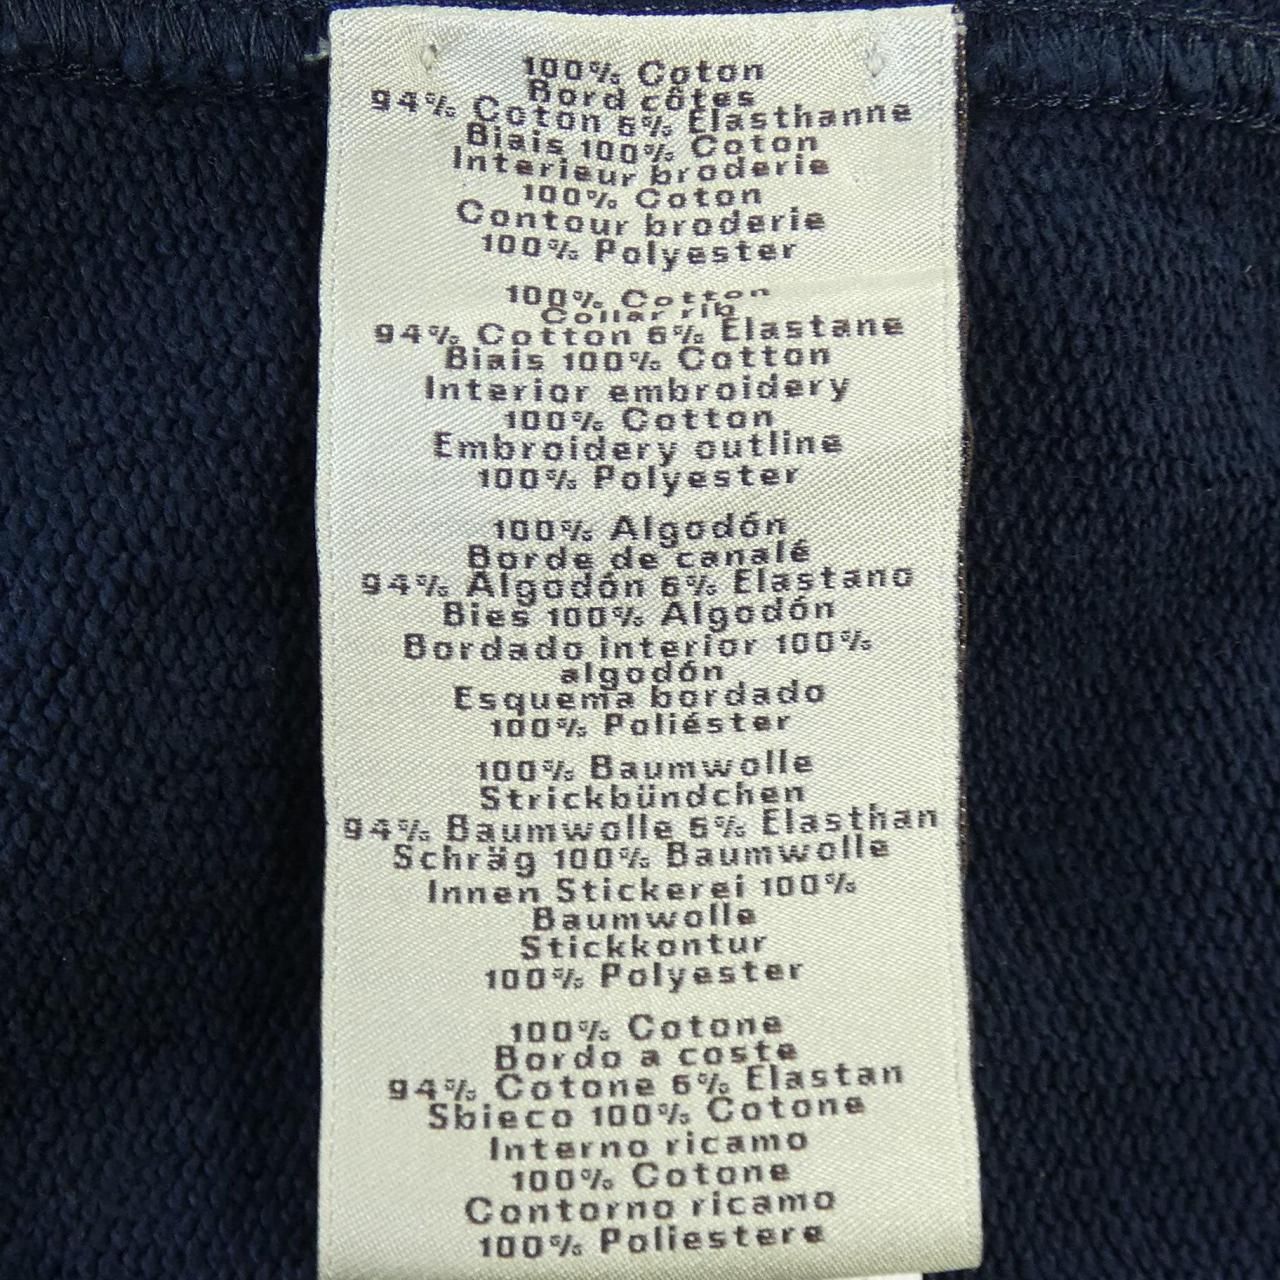 100% Coton
Bord côtes
94% Coton 6% Elasthanne
Biais 100% Coton
Interieur broderie
100% Coton
Contour broderie
100% Polyester
100% Cotton
Collar rib
94% Cotton 6% Elastane
Biais 100% Cotton
Interior embroidery
100% Cotton
Embroidery outline
100% Polyester
100% Algodón
Borde de canalé
94% Algodón 6% Elastano
Bies 100% Algodón
Bordado interior 100%
algodón
Esquema bordado
100% Poliéster
100% Baumwolle
Strickbündchen
94% Baumwolle 6% Elasthan
Schräg 100% Baumwolle
Innen Stickerei 100%
Baumwolle
Stickkontur
100% Polyester
100% Cotone
Bordo a coste
94% Cotone 6% Elastan
Sbieco 100% Cotone
Interno ricamo
100% Cotone
Contorno ricamo
100% Poliestere